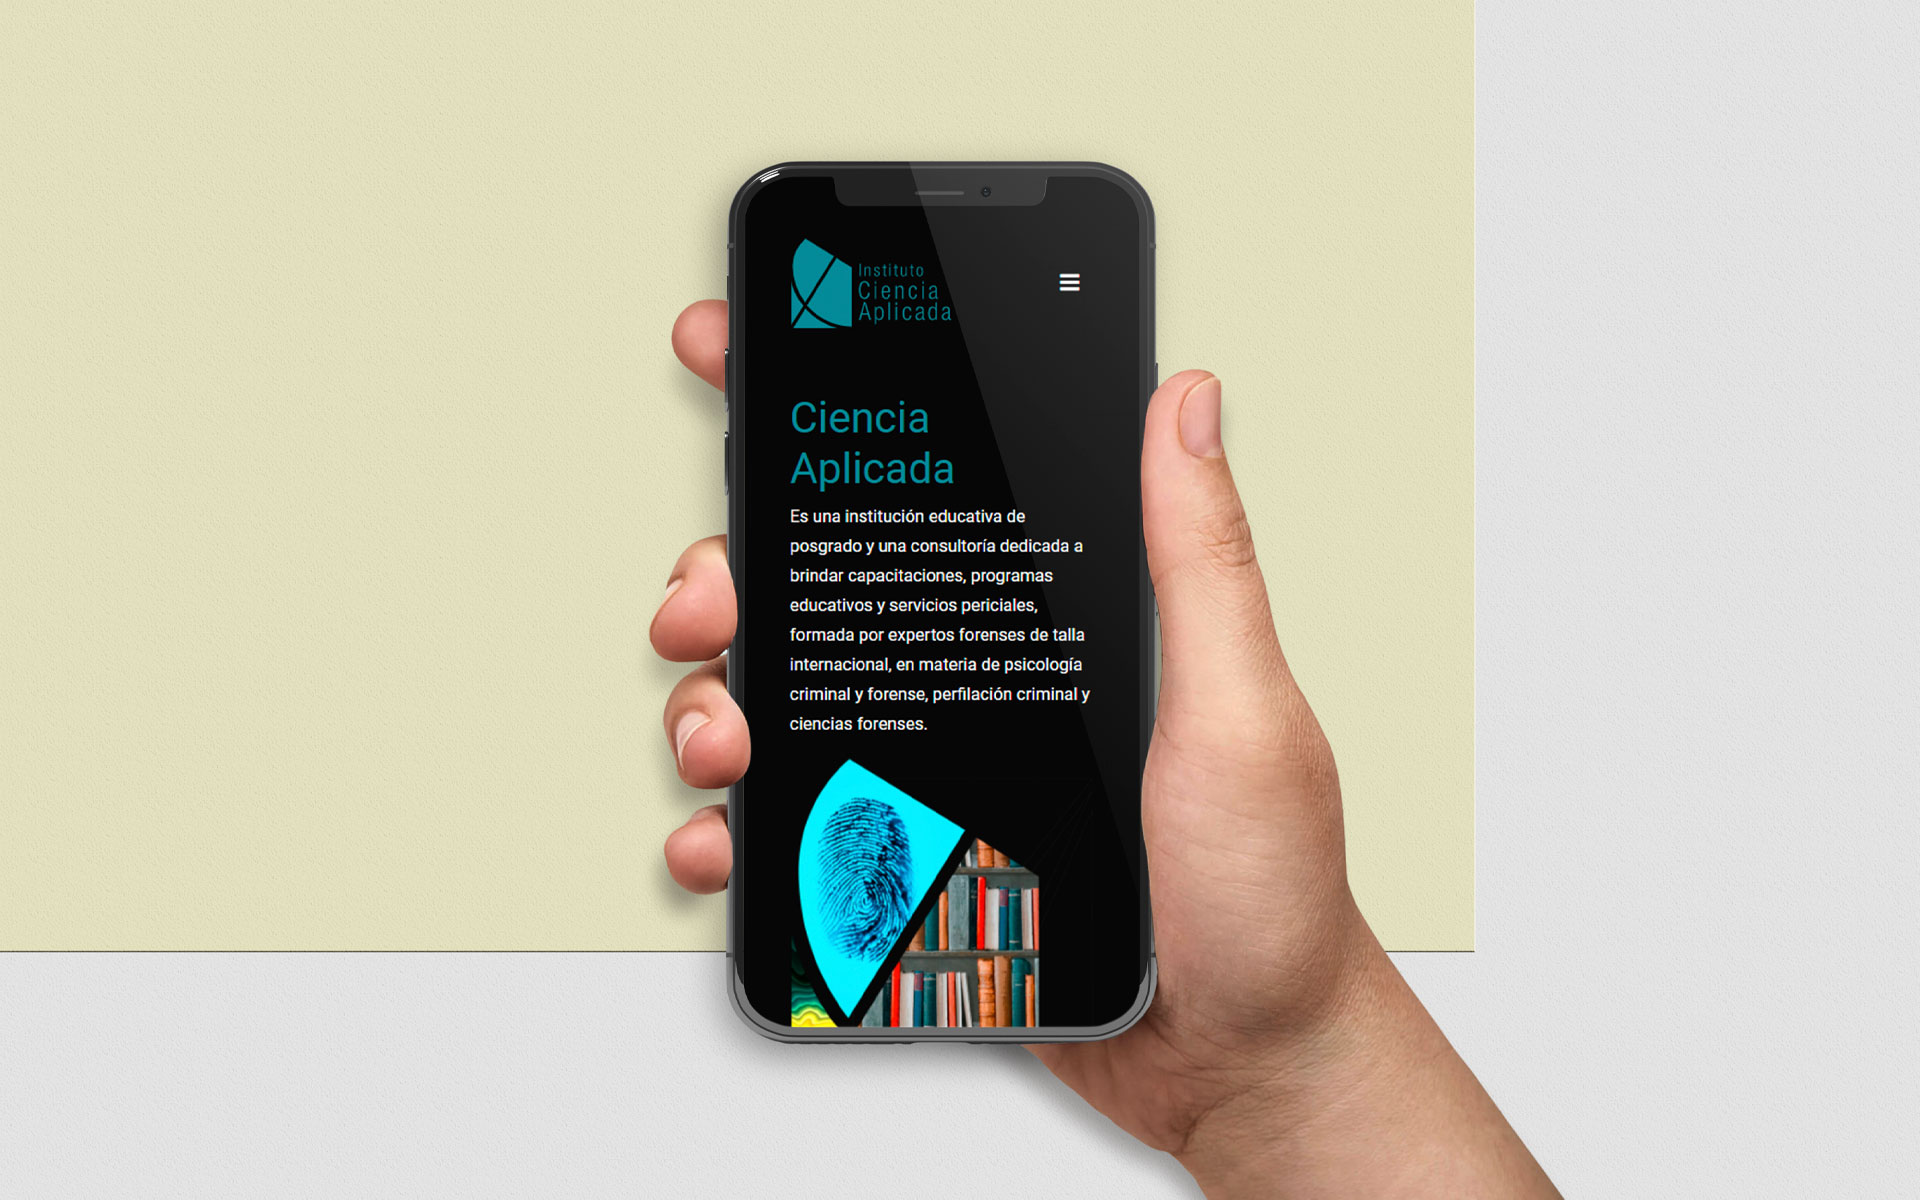 Instituto
Ciencia
Aplicada
Ciencia
Aplicada
Es una institución educativa de
posgrado y una consultoría dedicada a
brindar capacitaciones, programas
educativos y servicios periciales,
formada por expertos forenses de talla
internacional, en materia de psicología
criminal y forense, perfilación criminal y
ciencias forenses.